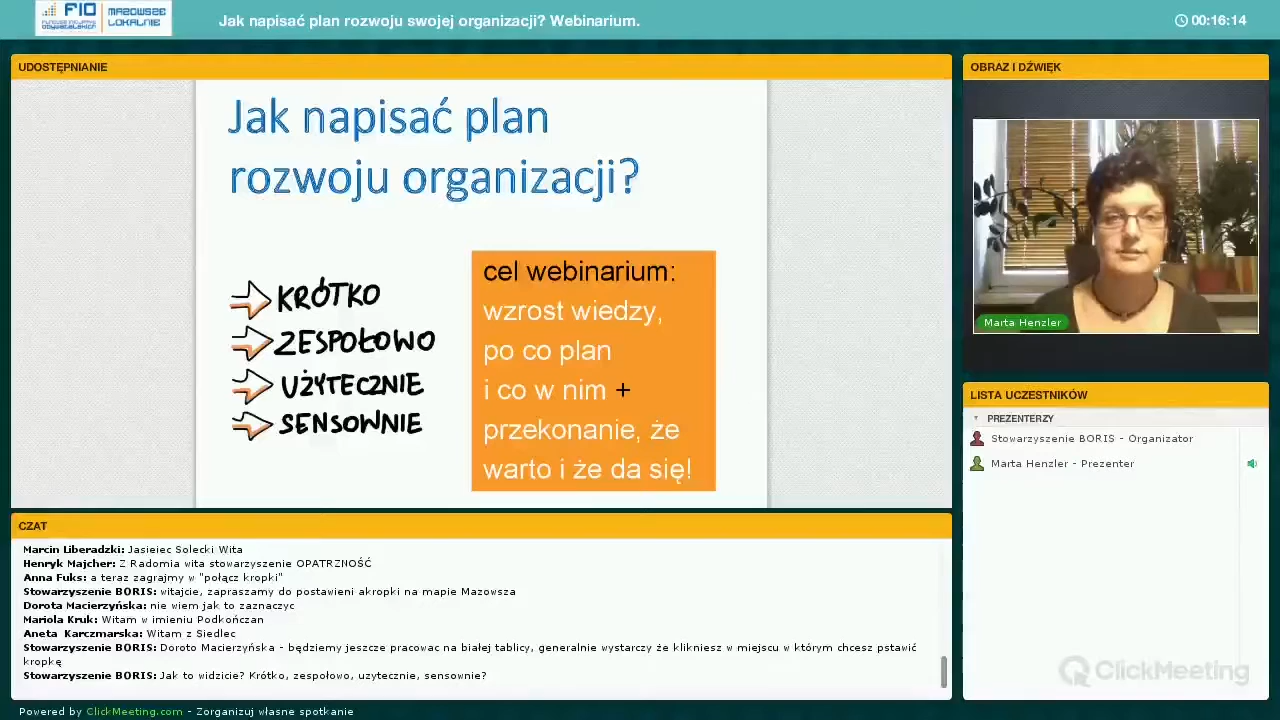 FIO
MAZOWSZE
LOKALNIE
Jak napisać plan rozwoju swojej organizacji? Webinarium.
00:16:14
UDOSTĘPNIANIE
Jak napisać plan
rozwoju organizacji?
KRÓTKO
ZESPOŁOWO
UŻYTECZNIE
SENSOWNIE
cel webinarium:
wzrost wiedzy,
po co plan
i co w nim +
przekonanie, że
warto i że da się!
OBRAZ I DŹWIĘK
Marta Henzler
LISTA UCZESTNIKÓW
PREZENTERZY
Stowarzyszenie BORIS - Organizator
Marta Henzler - Prezenter
ClickMeeting
CZAT
Marcin Liberadzki: Jasieiec Solecki Wita
Henryk Majcher: Z Radomia wita stowarzyszenie OPATRZNOŚĆ
Anna Fuks: a teraz zagrajmy w "połącz kropki"
Stowarzyszenie BORIS: witajcie, zapraszamy do postawieni akropki na mapie Mazowsza
Dorota Macierzyńska: nie wiem jak to zaznaczyc
Mariola Kruk: Witam w imieniu Podkończan
Aneta Karczmarska: Witam z Siedlec
Stowarzyszenie BORIS: Doroto Macierzyńska - będziemy jeszcze pracowac na białej tablicy, generalnie wystarczy że klikniesz w miejscu w którym chcesz pstawić
kropkę
Stowarzyszenie BORIS: Jak to widzicie? Krótko, zespołowo, uzytecznie, sensownie?
Powered by ClickMeeting.com - Zorganizuj własne spotkanie